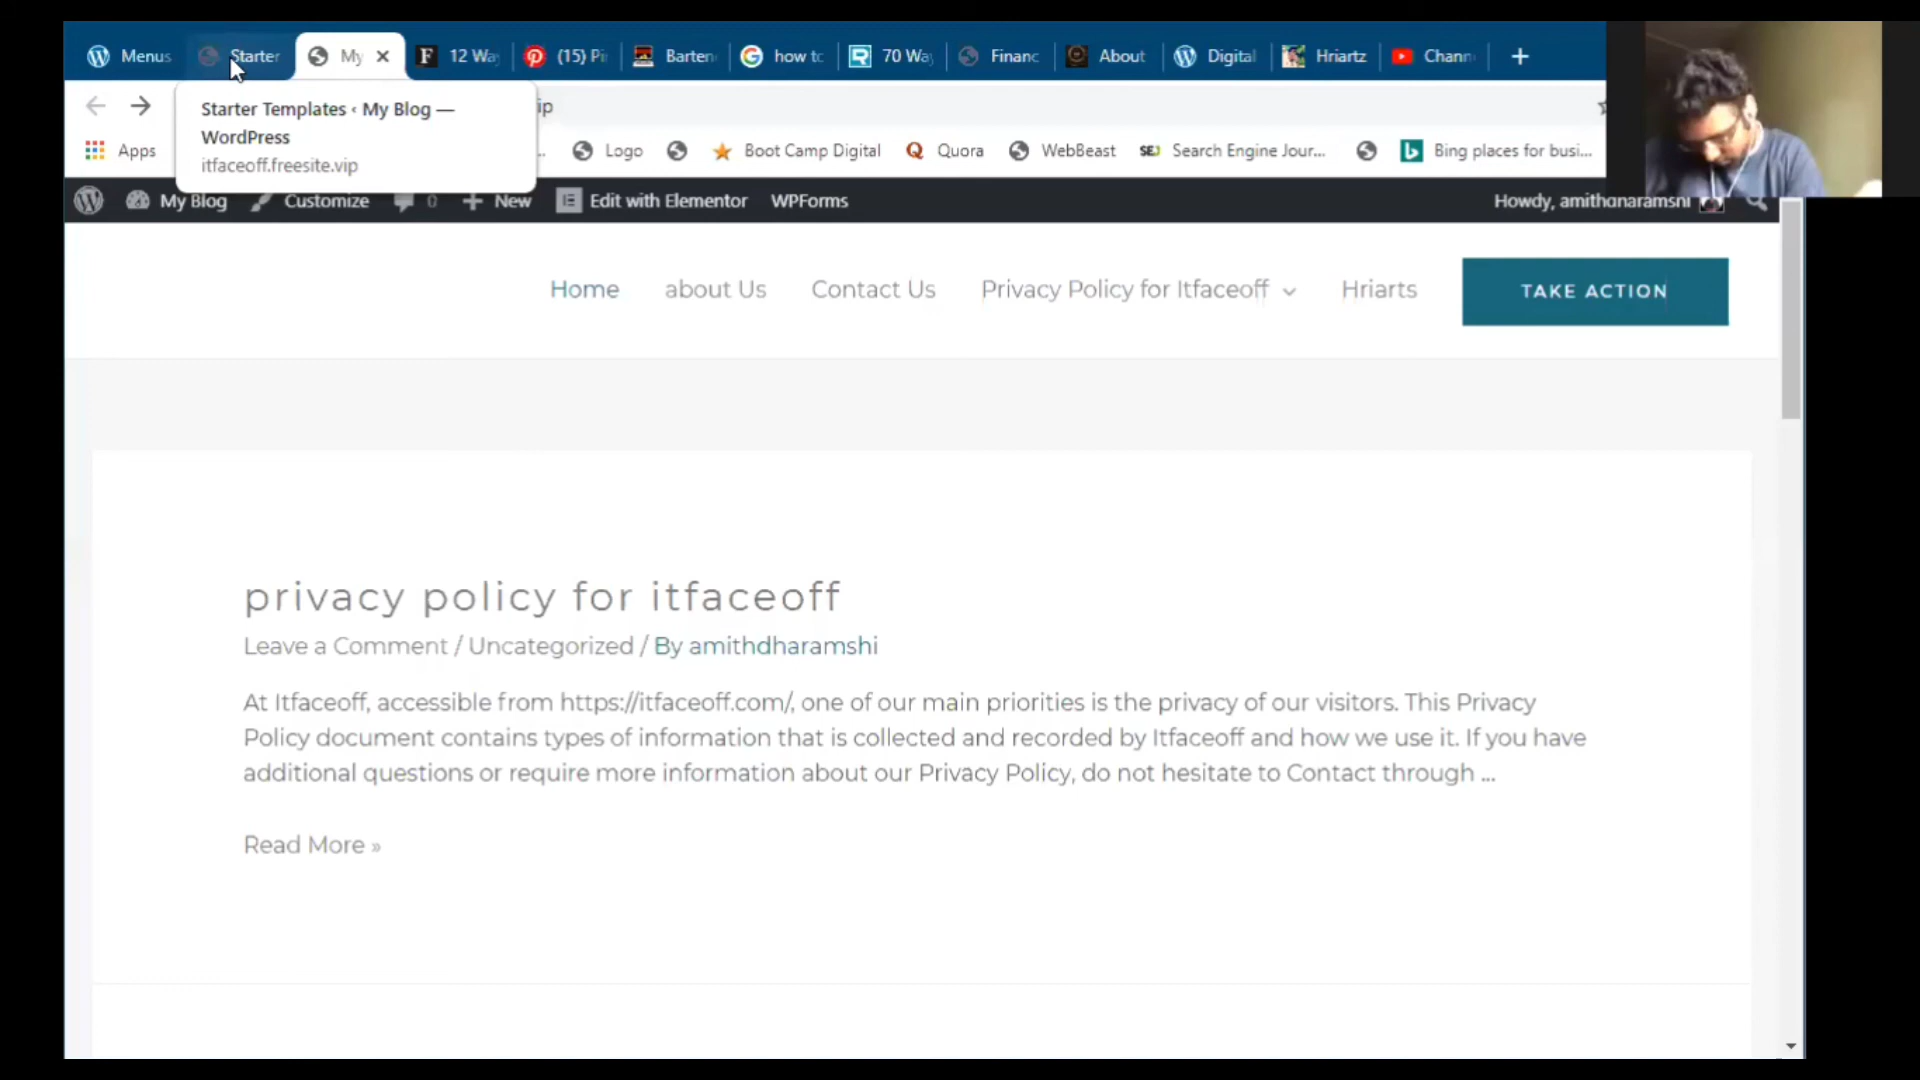 Menus
Starter
My
12 Wa
(15) Pi
Barten
how tc
70 Wa
Financ
About
Digital
Hriartz
Chann
Starter Templates ‹ My Blog —
WordPress
itfaceoff.freesite.vip
ip
Apps
..
Logo
Boot Camp Digital
Quora
WebBeast
SEJ
Search Engine Jour...
Bing places for busi...
My Blog
Customize
0
New
Edit with Elementor
WPForms
Howdy,
Home
about Us
Contact Us
Privacy Policy for Itfaceoff
Hriarts
TAKE ACTION
privacy policy for itfaceoff
Leave a Comment / Uncategorized / By amithdharamshi
At Itfaceoff, accessible from https://itfaceoff.com/, one of our main priorities is the privacy of our visitors. This Privacy
Policy document contains types of information that is collected and recorded by Itfaceoff and how we use it. If you have
additional questions or require more information about our Privacy Policy, do not hesitate to Contact through ...
Read More »